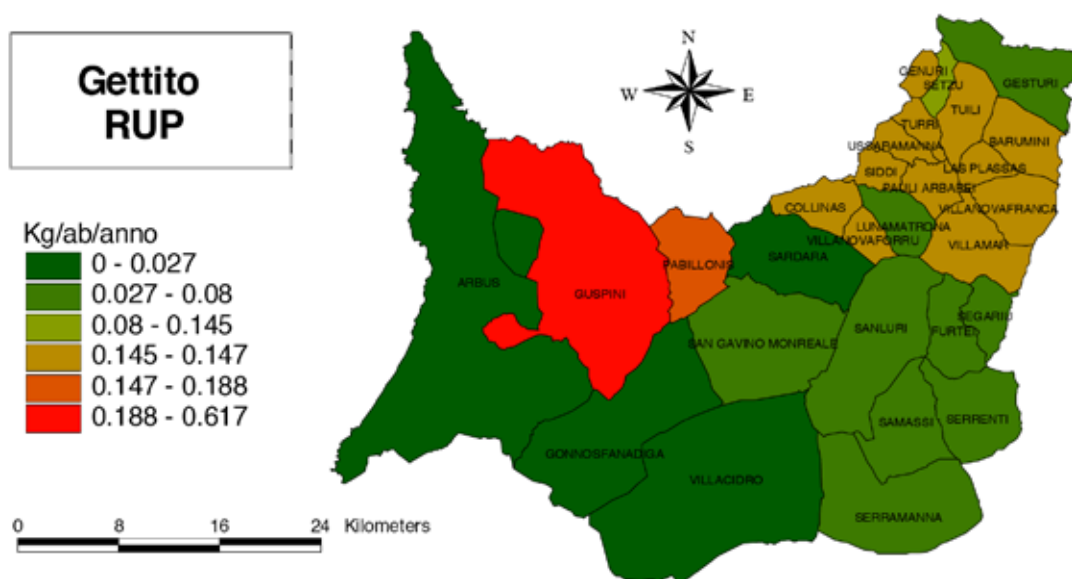 Gettito
RUP
N
W E
S
Kg/ab/anno
0 - 0.027
0.027 - 0.08
0.08 - 0.145
0.145 - 0.147
0.147 - 0.188
0.188 - 0.617
0 8 16 24 Kilometers
GENURI
SETZU
GESTURI
TUILI
TURRI
BARUMINI
USSARAMANNA
LAS PLASSAS
SIDDI
PAULI ARBAREI
COLLINAS
VILLANOVAFRANCA
LUNAMATRONA
VILLANOVAFORRU
VILLAMAR
SARDARA
PABILLONIS
ARBUS
GUSPINI
SEGARIU
SANLURI
FURTEI
SAN GAVINO MONREALE
SAMASSI
SERRENTI
GONNOSFANADIGA
VILLACIDRO
SERRAMANNA